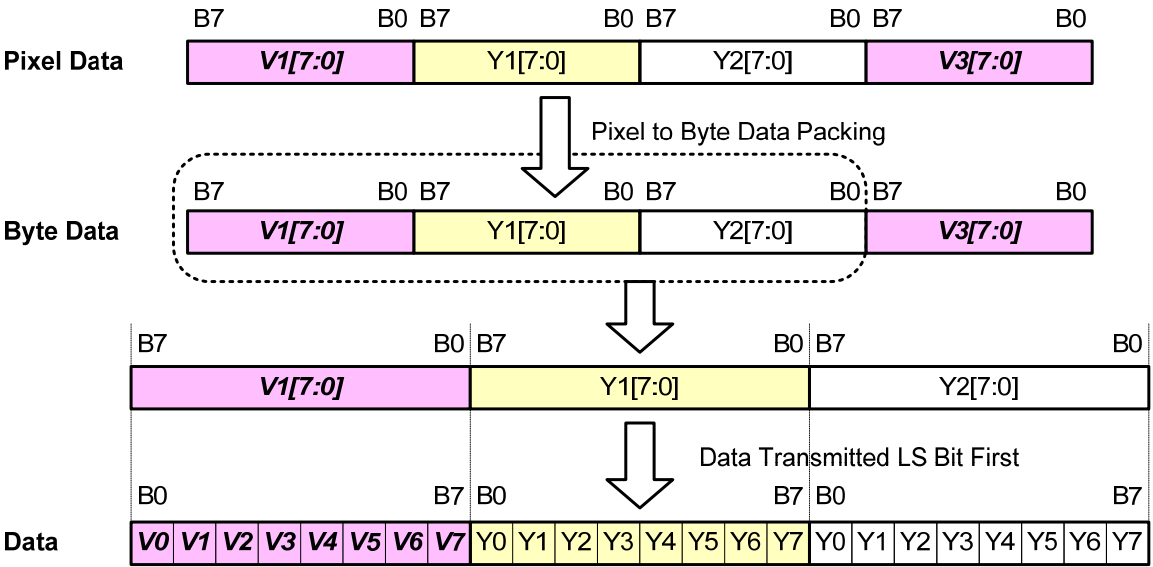 B7 B0 B7 B0 B7 B0 B7 B0
Pixel Data V1[7:0] Y1[7:0] Y2[7:0] V3[7:0]
Pixel to Byte Data Packing
B7 B0 B7 B0 B7 B0 B7 B0
Byte Data V1[7:0] Y1[7:0] Y2[7:0] V3[7:0]
B7 B0 B7 B0 B7 B0
V1[7:0] Y1[7:0] Y2[7:0]
Data Transmitted LS Bit First
B0 B7 B0 B7 B0 B7
Data V0 V1 V2 V3 V4 V5 V6 V7 Y0 Y1 Y2 Y3 Y4 Y5 Y6 Y7 Y0 Y1 Y2 Y3 Y4 Y5 Y6 Y7